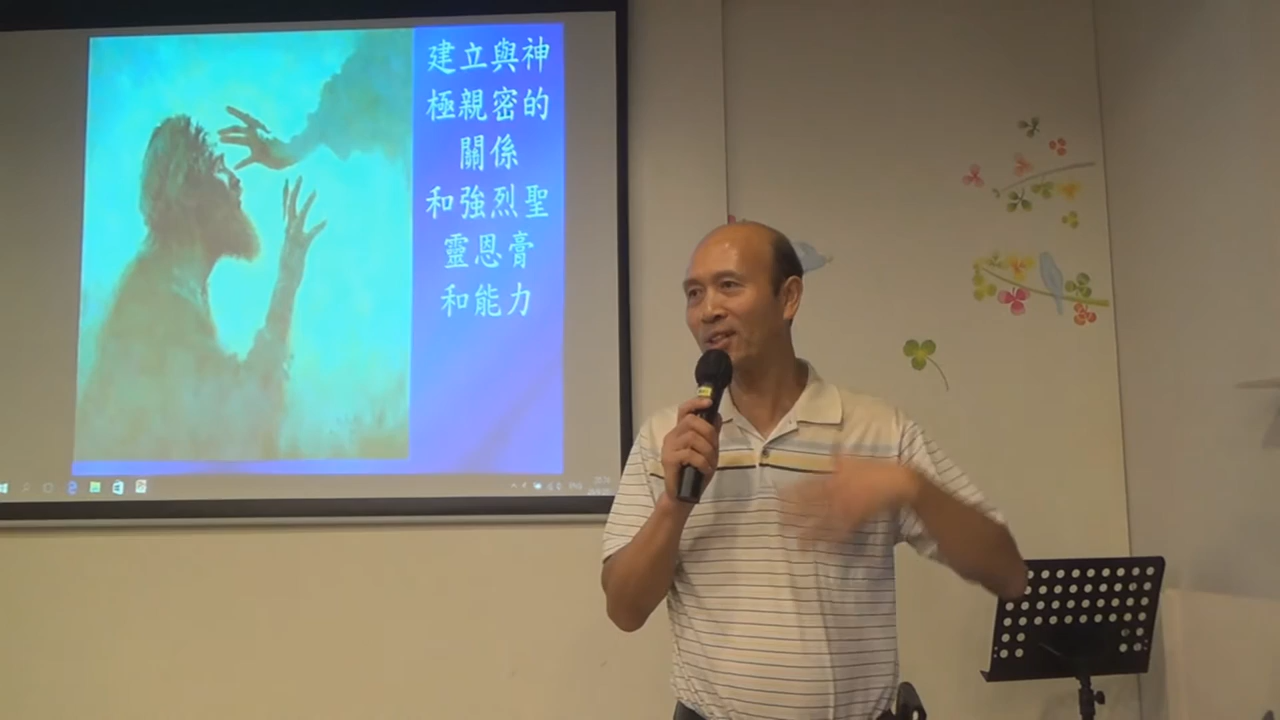 建立與神
極親密的
關係
和強烈聖
靈恩膏
和能力